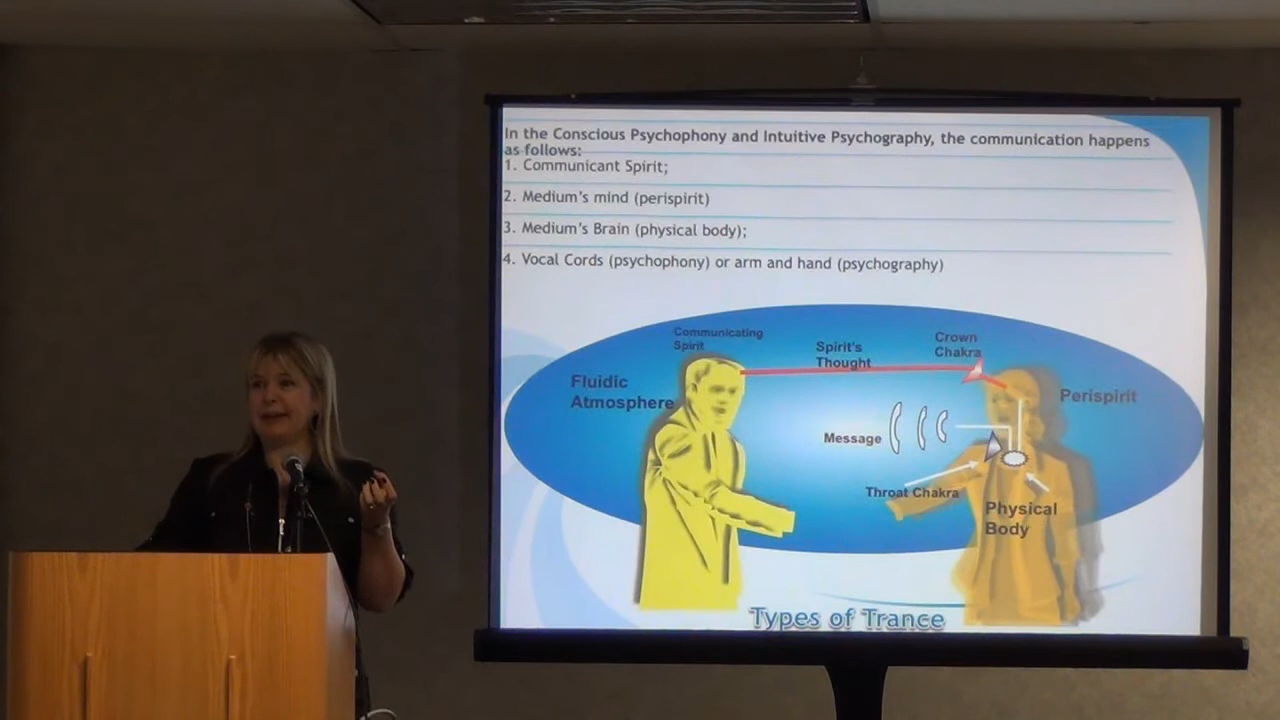 In the Conscious Psychophony and Intuitive Psychography, the communication happens
as follows:
1. Communicant Spirit;
2. Medium's mind (perispirit)
3. Medium's Brain (physical body);
4. Vocal Cords (psychophony) or arm and hand (psychography)
Communicating
Spirit
Spirit's
Thought
Crown
Chakra
Fluidic
Atmosphere
Perispirit
Message
Throat Chakra
Physical
Body
Types of Trance